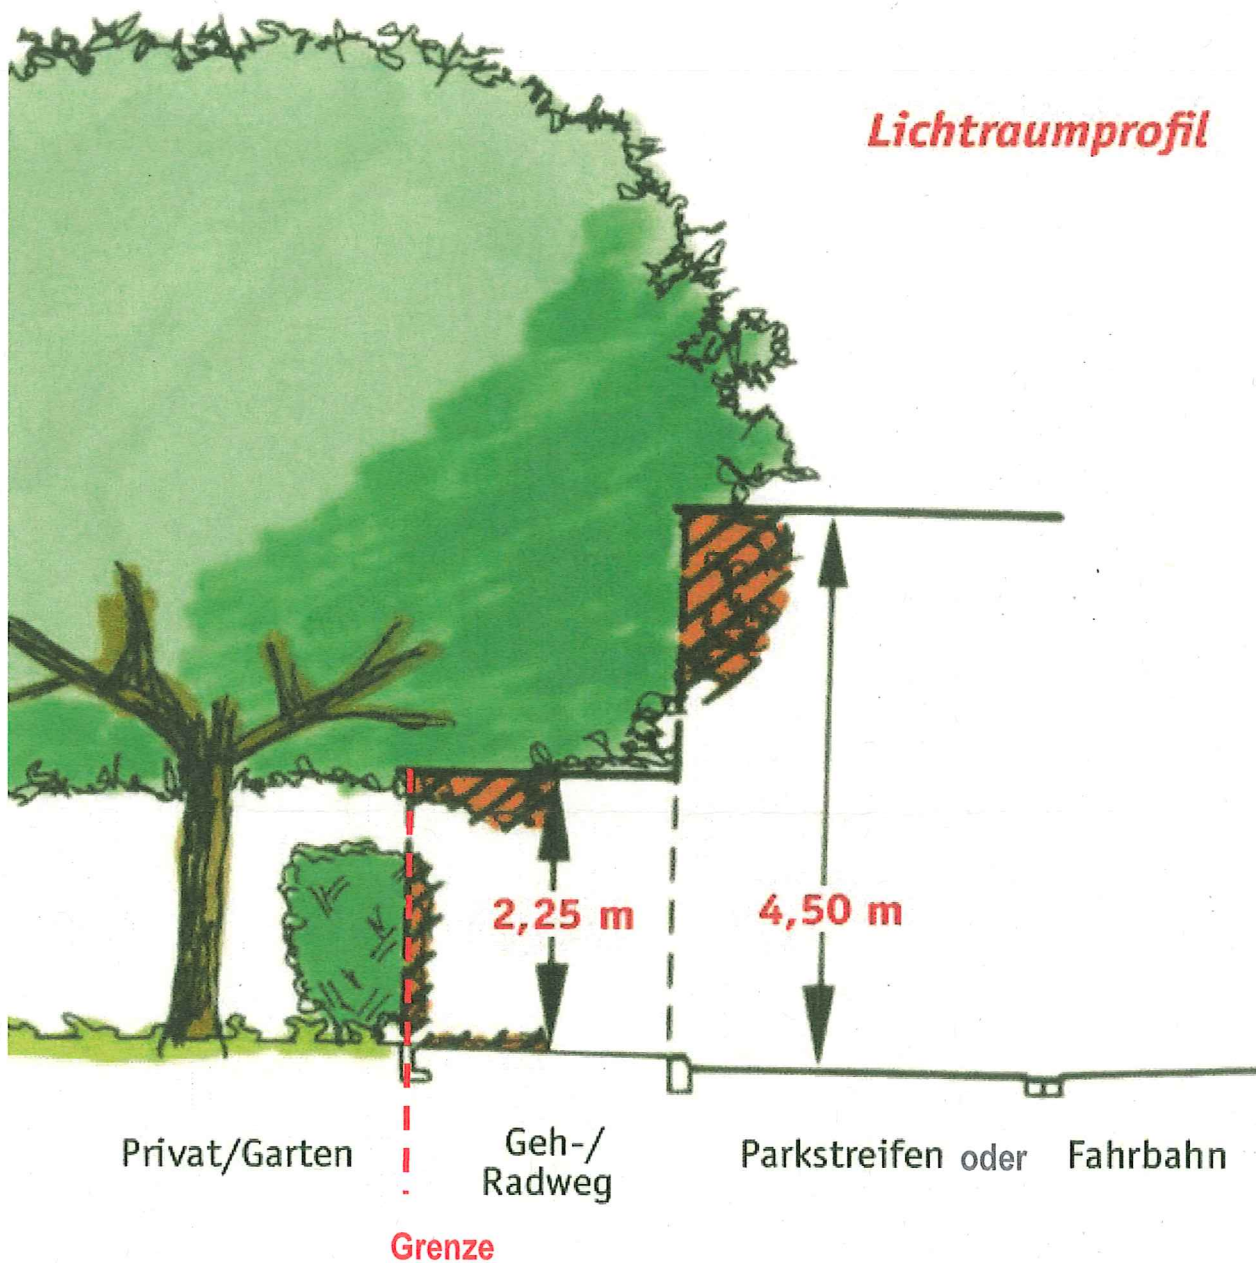 Lichtraumprofil
2,25 m
4,50 m
Privat/Garten
Geh-/
Radweg
Parkstreifen oder Fahrbahn
Grenze